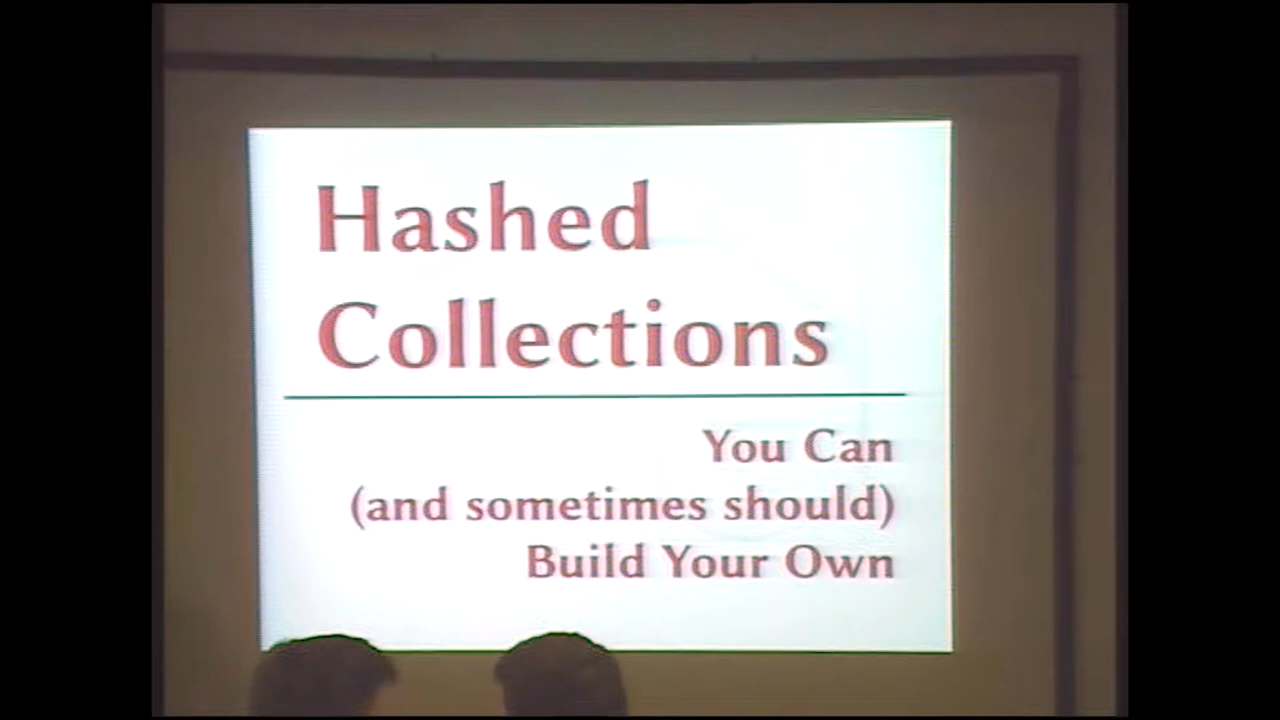 Hashed
Collections
You Can
(and sometimes should)
Build Your Own